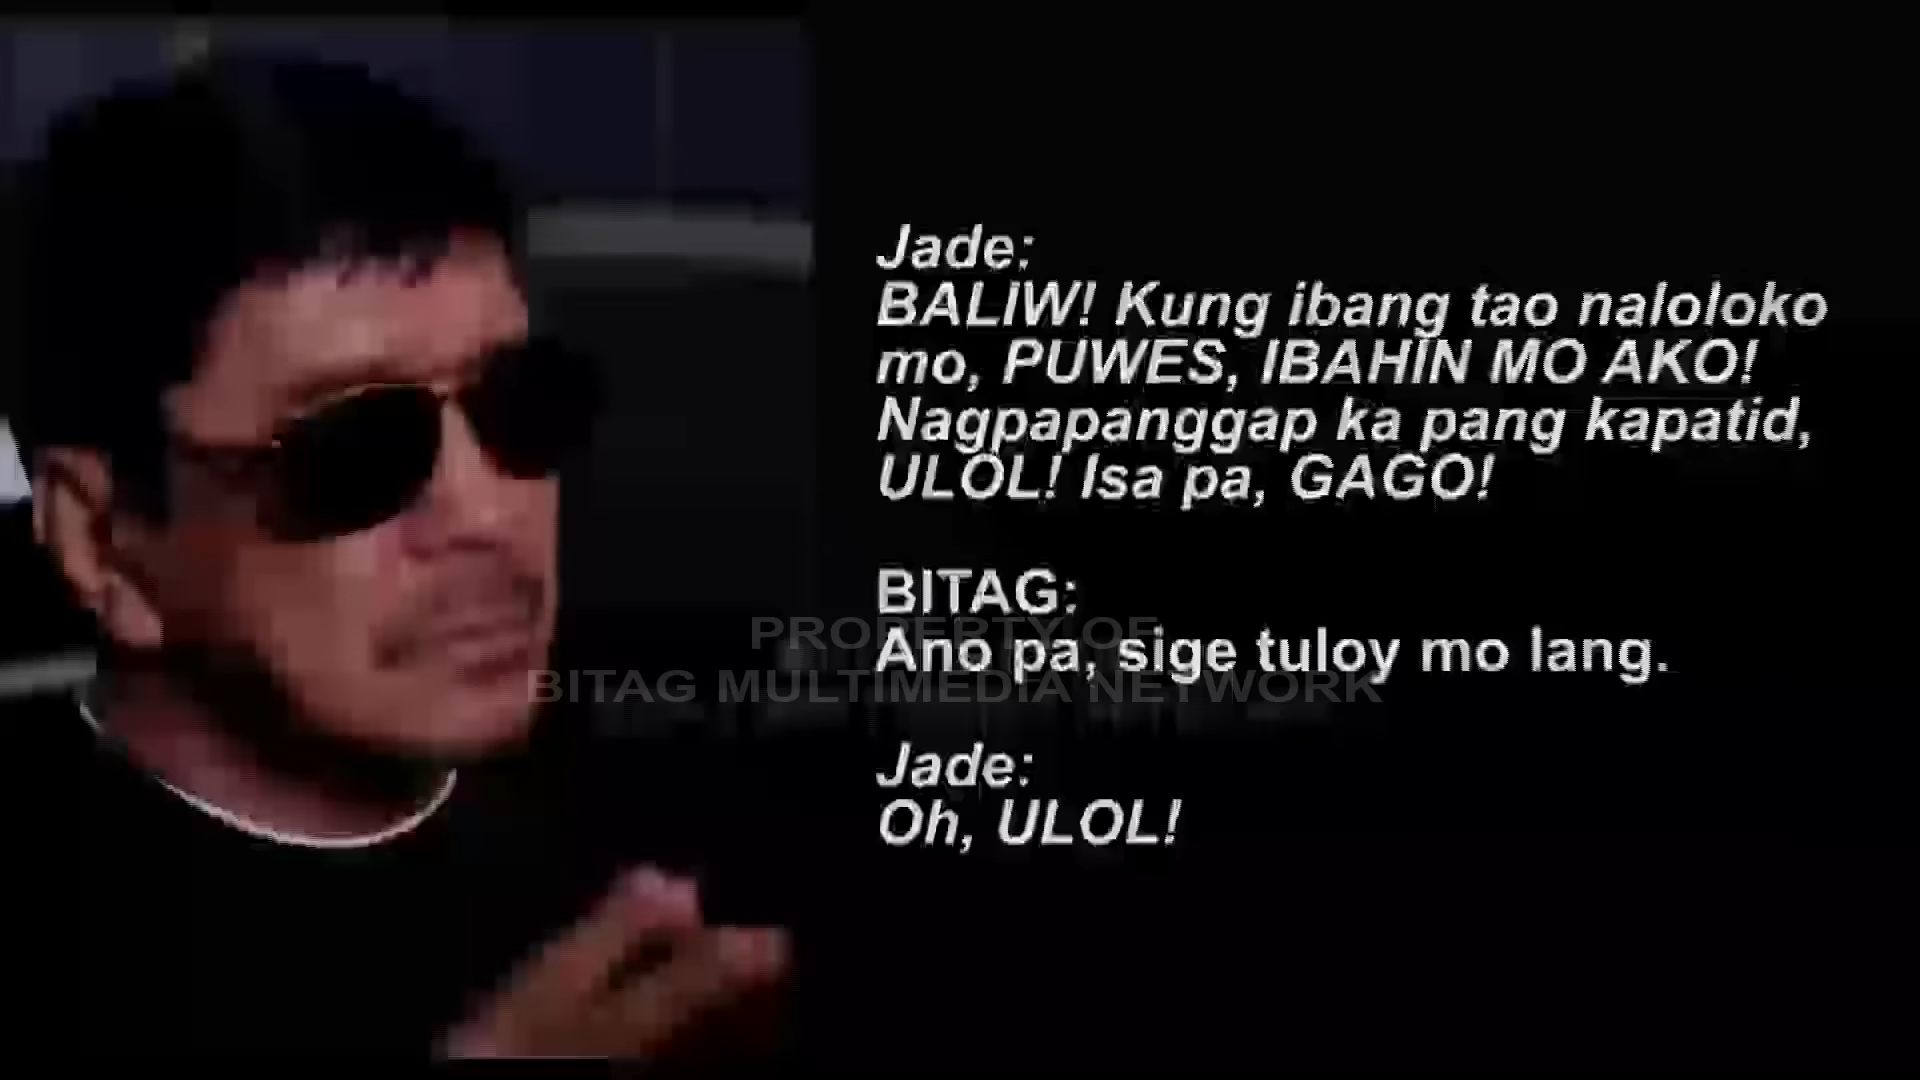 Jade:
BALIW! Kung ibang tao naloloko
mo, PUWES, IBAHIN MO AKO!
Nagpapanggap ka pang kapatid,
ULOL! Isa pa, GAGO!
BITAG:
Ano pa, sige tuloy mo lang.
PROPERTY OF
BITAG MULTIMEDIA NETWORK
Jade:
Oh, ULOL!